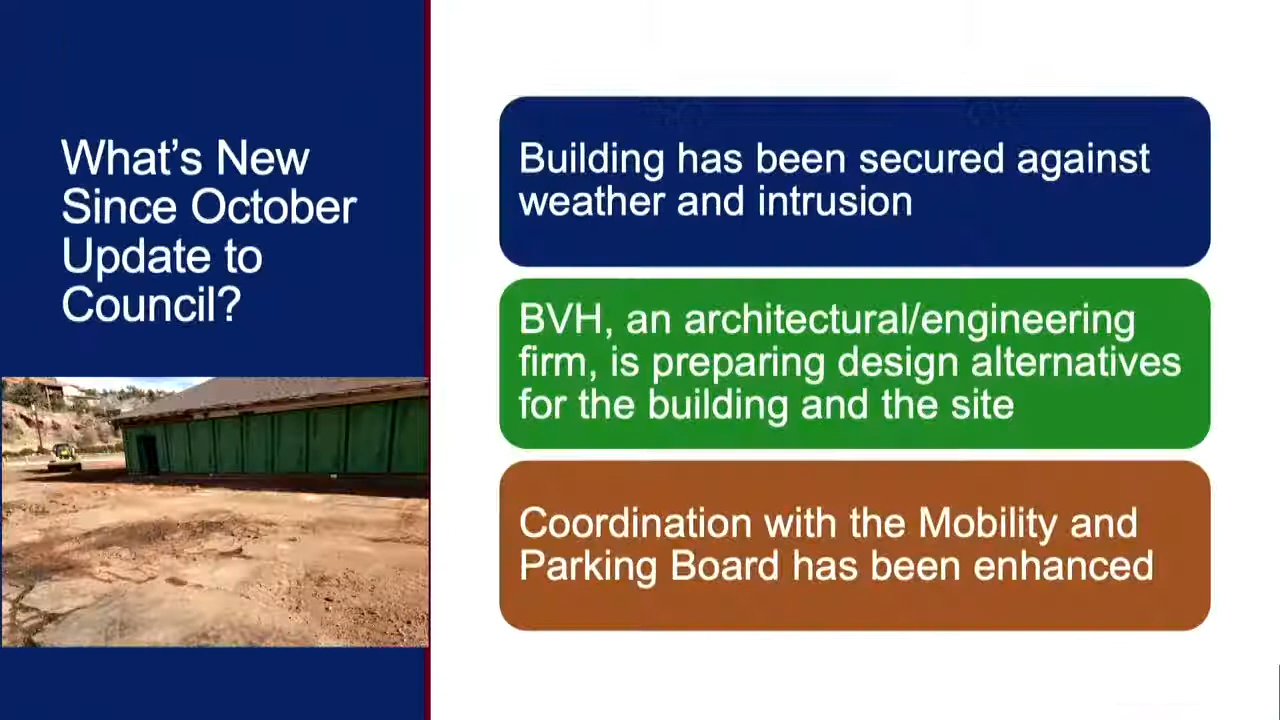 What's New
Since October
Update to
Council?
Building has been secured against
weather and intrusion
BVH, an architectural/engineering
firm, is preparing design alternatives
for the building and the site
Coordination with the Mobility and
Parking Board has been enhanced